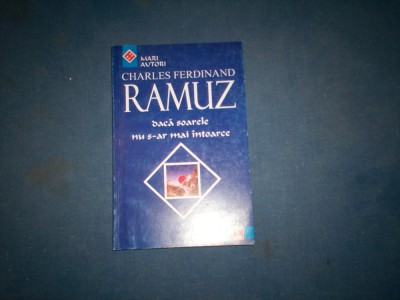 MARI
AUTORI
CHARLES FERDINAND
RAMUZ
dacă soarele
nu s-ar mai întoarce